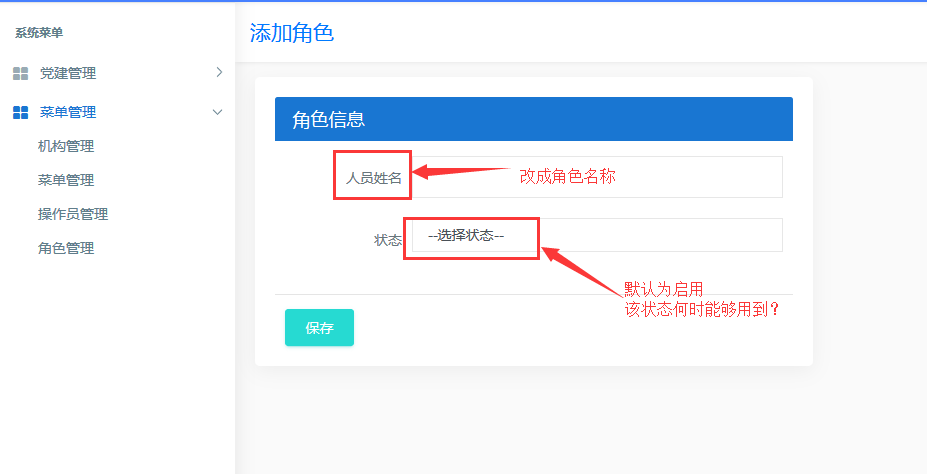 系统菜单
添加角色
党建管理
菜单管理
机构管理
菜单管理
操作员管理
角色管理
角色信息
人员姓名
改成角色名称
状态
--选择状态--
默认为启用
该状态何时能够用到?
保存